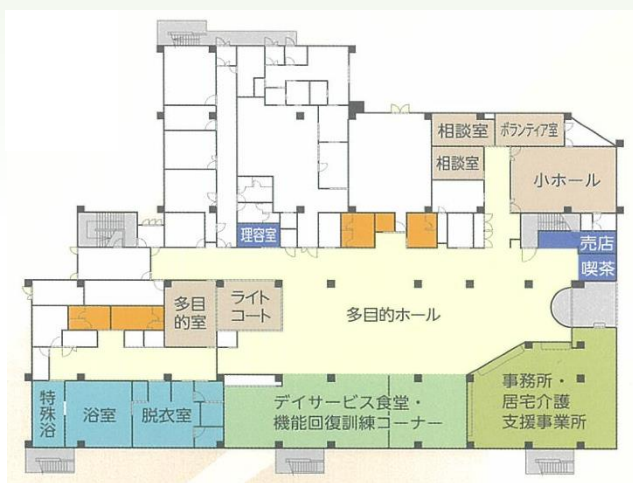 相談室
ボランティア室
相談室
小ホール
理容室
売店
喫茶
多目
的室
ライト
コート
多目的ホール
特殊浴
浴室
脱衣室
デイサービス食堂・
機能回復訓練コーナー
事務所・
居宅介護
支援事業所